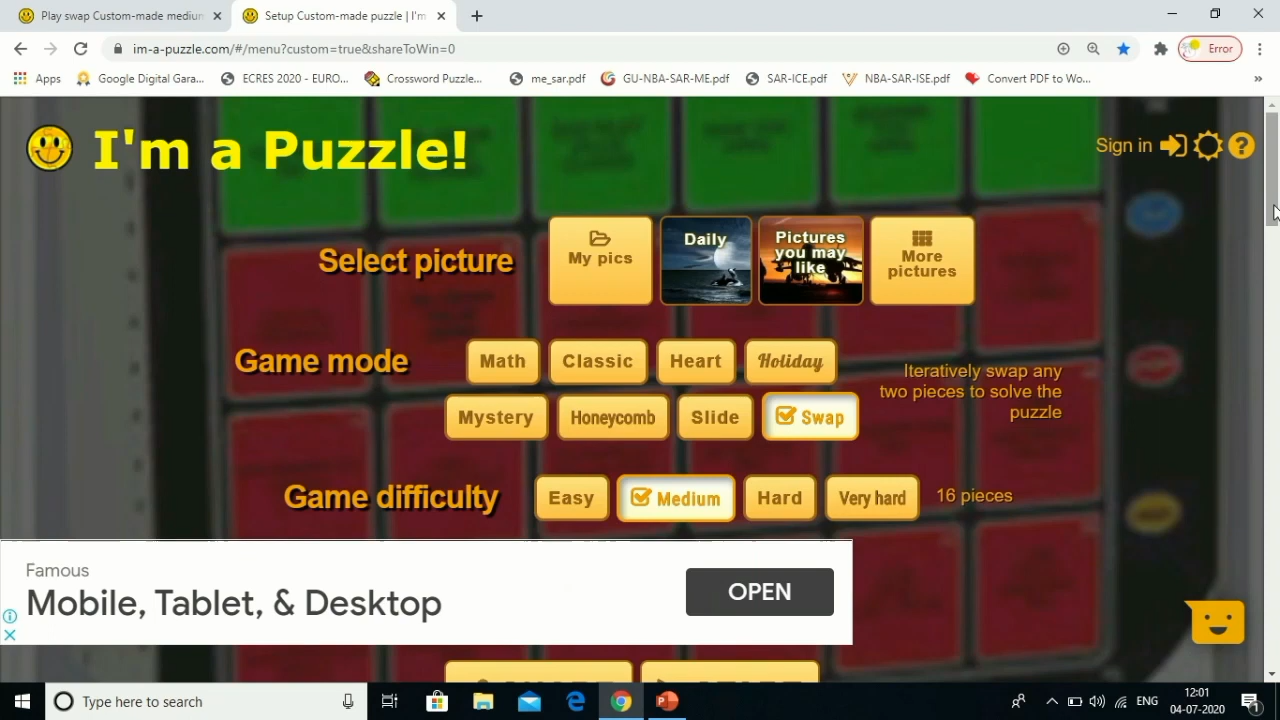 Play swap Custom-made medium
Setup Custom-made puzzle | I'm
im-a-puzzle.com/#/menu?custom=true&shareToWin=0
Error
Apps
Google Digital Gara...
ECRES 2020 - EURO...
Crossword Puzzle...
me_sar.pdf
GU-NBA-SAR-ME.pdf
SAR-ICE.pdf
NBA-SAR-ISE.pdf
Convert PDF to Wo...
»
I'm a Puzzle!
Sign in
?
Select picture
My pics
Daily
Pictures
you may
like
More
pictures
Game mode
Math
Classic
Heart
Holiday
Mystery
Honeycomb
Slide
Swap
Iteratively swap any
two pieces to solve the
puzzle
Game difficulty
Easy
Medium
Hard
Very hard
16 pieces
Famous
Mobile, Tablet, & Desktop
OPEN
Type here to search
ENG
12:01
04-07-2020
1